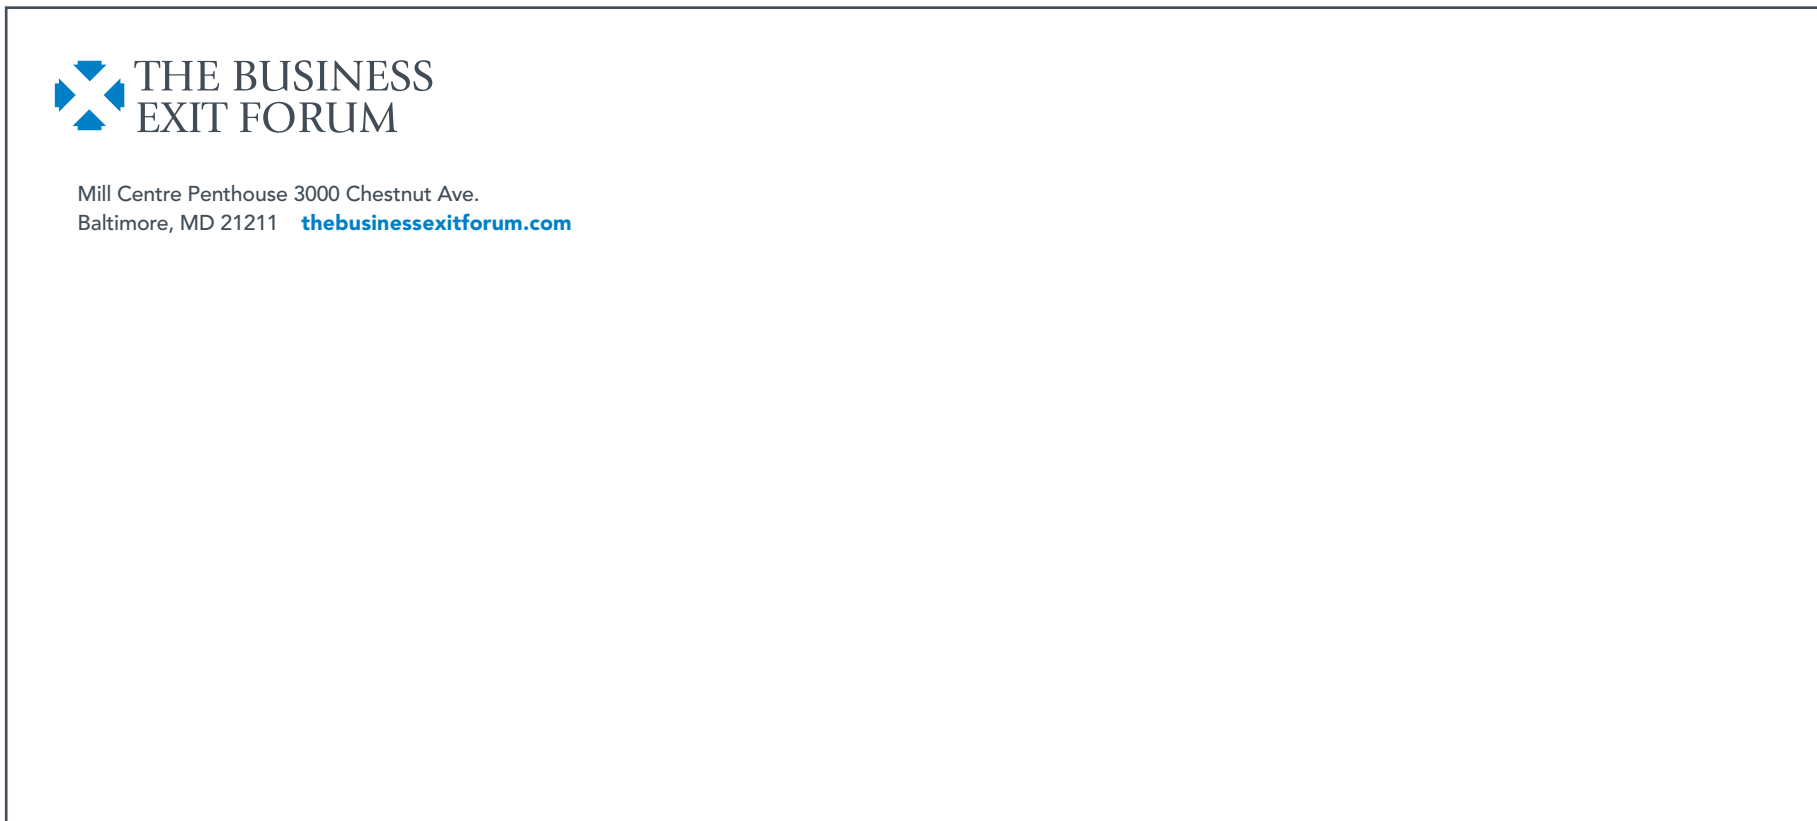 THE BUSINESS
EXIT FORUM
Mill Centre Penthouse 3000 Chestnut Ave.
Baltimore, MD 21211 thebusinessexitforum.com